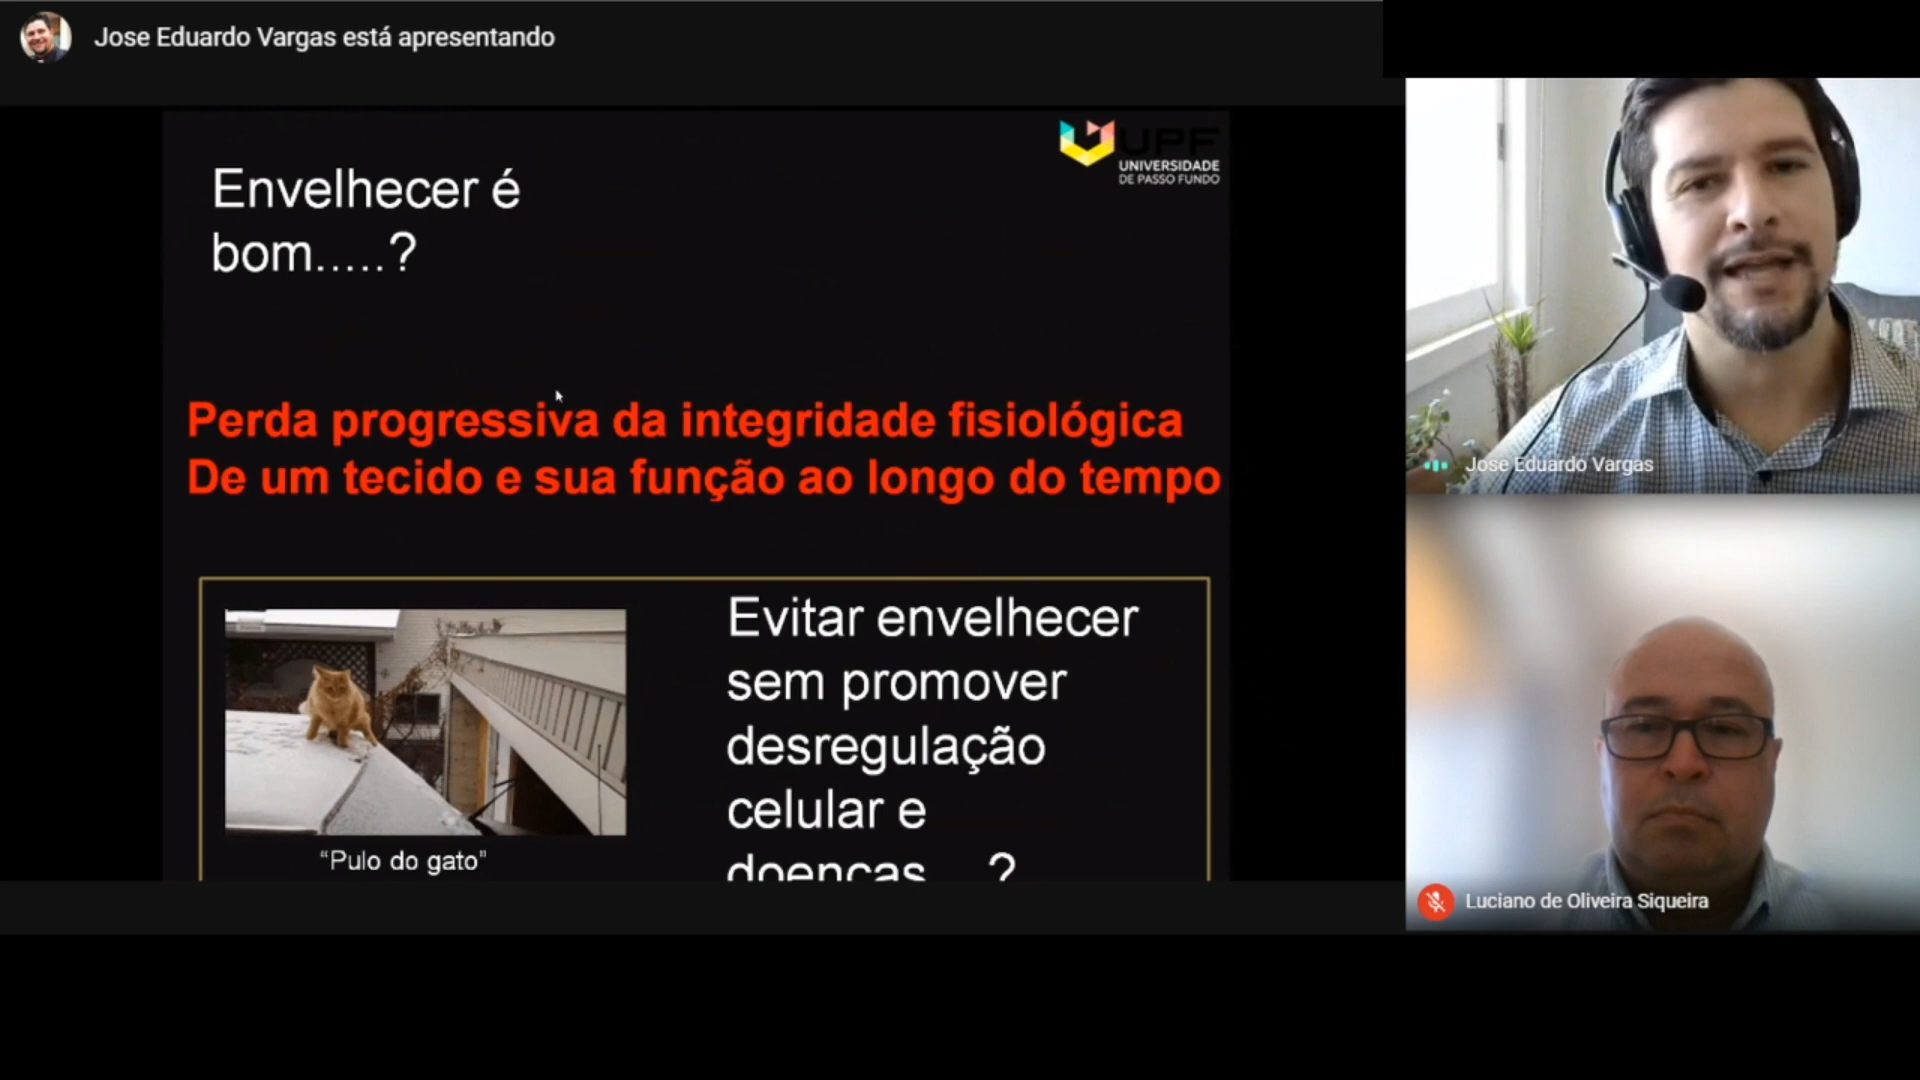 Jose Eduardo Vargas está apresentando
UPF
UNIVERSIDADE
DE PASSO FUNDO
Envelhecer é
bom.....?
Perda progressiva da integridade fisiológica
De um tecido e sua função ao longo do tempo
Evitar envelhecer
sem promover
desregulação
celular e
doenças ?
"Pulo do gato"
Jose Eduardo Vargas
Luciano de Oliveira Siqueira